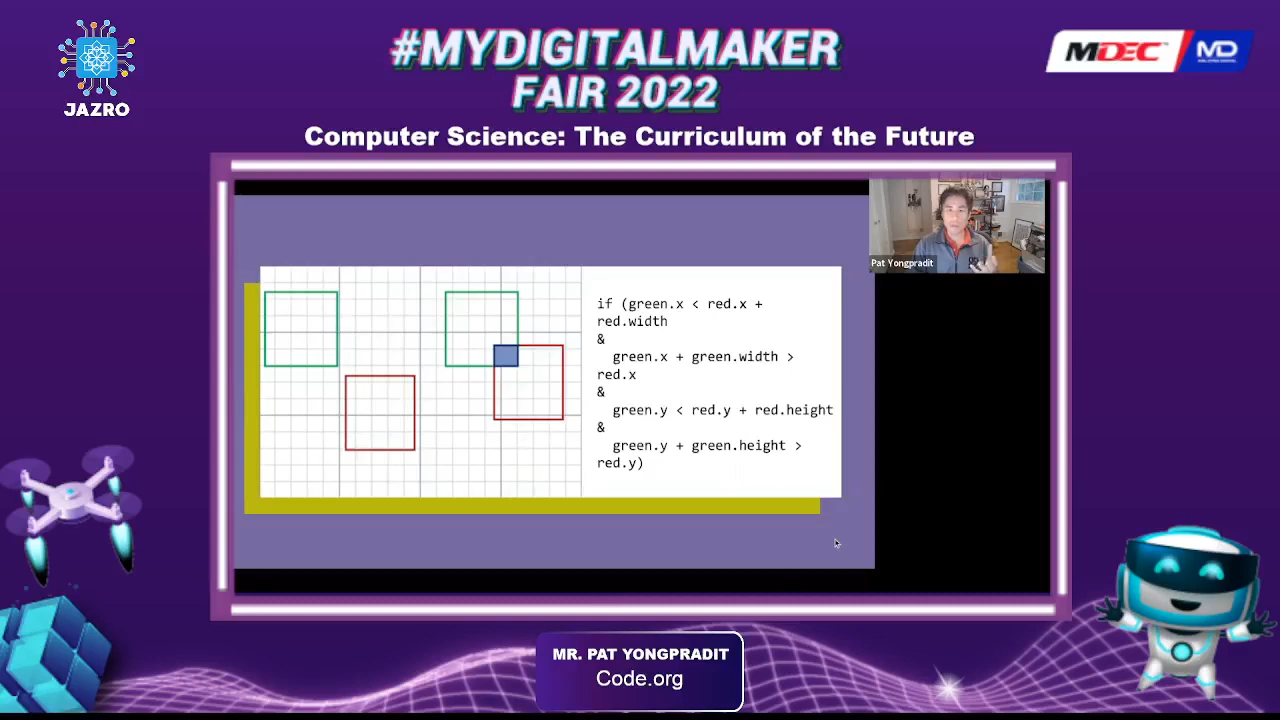 JAZRO
#MYDIGITALMAKER
FAIR 2022
MDEC
MD
Computer Science: The Curriculum of the Future
Pat Yongpradit
if (green.x < red.x +
red.width
&
green.x + green.width >
red.x
&
green.y < red.y + red.height
&
green.y + green.height >
red.y)
MR. PAT YONGPRADIT
Code.org